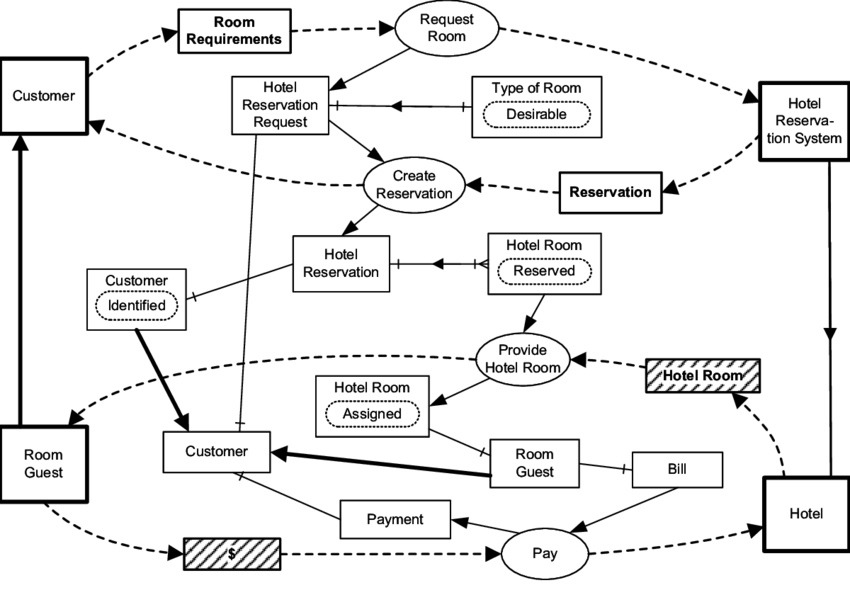 Room
Requirements
Request
Room
Customer
Hotel
Reservation
Request
Type of Room
Desirable
Hotel
Reserva-
tion System
Create
Reservation
Reservation
Hotel
Reservation
Hotel Room
Reserved
Customer
Identified
Provide
Hotel Room
Hotel Room
Hotel Room
Assigned
Room
Guest
Customer
Room
Guest
Bill
Payment
Hotel
$
Pay